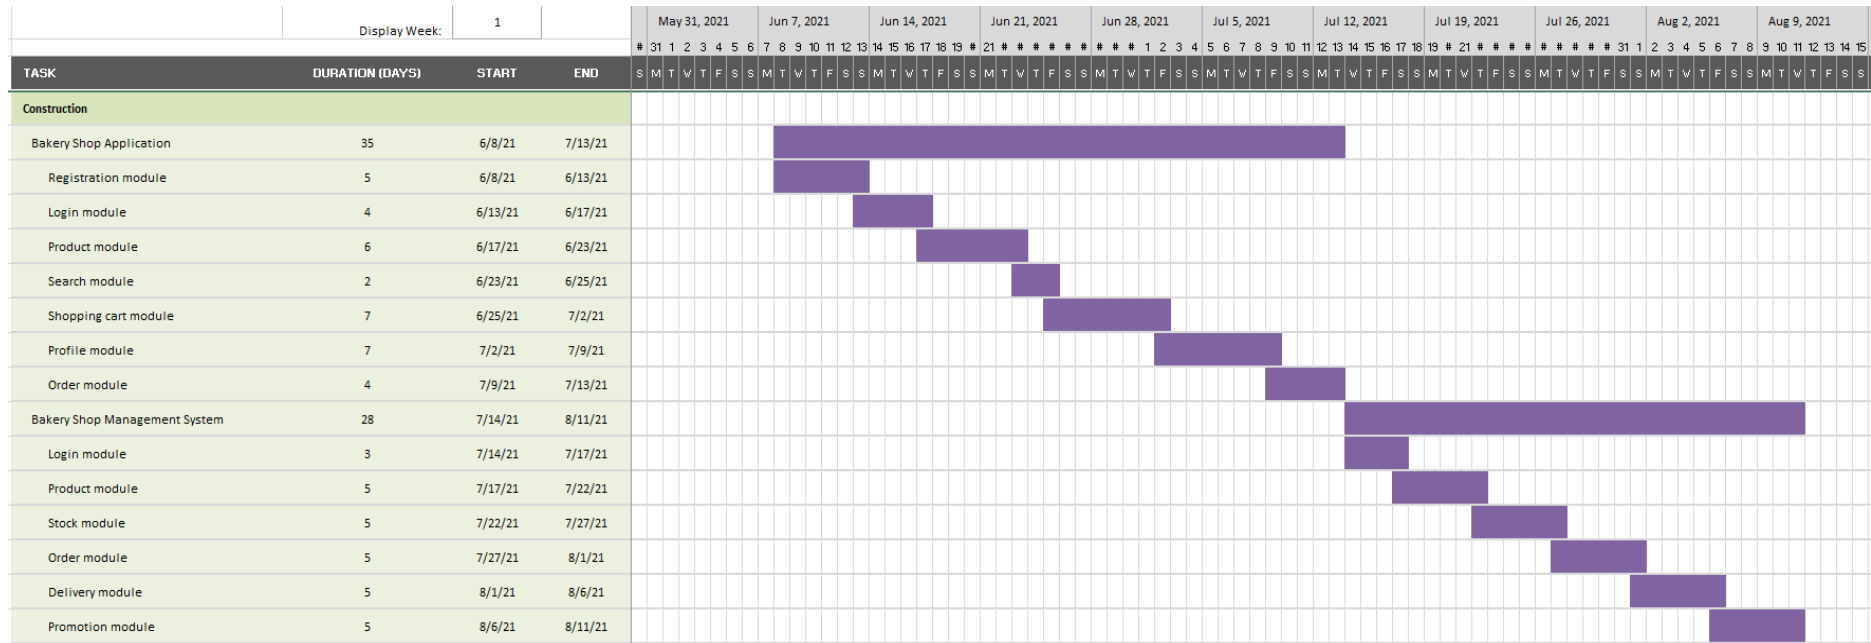 1 May 31, 2021 Jun 7, 2021 Jun 14, 2021 Jun 21, 2021 Jun 28, 2021 Jul 5, 2021 Jul 12, 2021 Jul 19, 2021 Jul 26, 2021 Aug 2, 2021 Aug 9, 2021
Display Week:
# 31 1 2 3 4 5 6 7 8 9 10 11 12 13 14 15 16 17 18 19 # 21 # # # # # # # # # 1 2 3 4 5 6 7 8 9 10 11 12 13 14 15 16 17 18 19 # 21 # # # # # # # # # 31 1 2 3 4 5 6 7 8 9 10 11 12 13 14 15
TASK DURATION (DAYS) START END S M T W T F S S M T W T F S S M T W T F S S M T W T F S S M T W T F S S M T W T F S S M T W T F S S M T W T F S S M T W T F S S M T W T F S S M T W T F S S
Construction
Bakery Shop Application 35 6/8/21 7/13/21
Registration module 5 6/8/21 6/13/21
Login module 4 6/13/21 6/17/21
Product module 6 6/17/21 6/23/21
Search module 2 6/23/21 6/25/21
Shopping cart module 7 6/25/21 7/2/21
Profile module 7 7/2/21 7/9/21
Order module 4 7/9/21 7/13/21
Bakery Shop Management System 28 7/14/21 8/11/21
Login module 3 7/14/21 7/17/21
Product module 5 7/17/21 7/22/21
Stock module 5 7/22/21 7/27/21
Order module 5 7/27/21 8/1/21
Delivery module 5 8/1/21 8/6/21
Promotion module 5 8/6/21 8/11/21